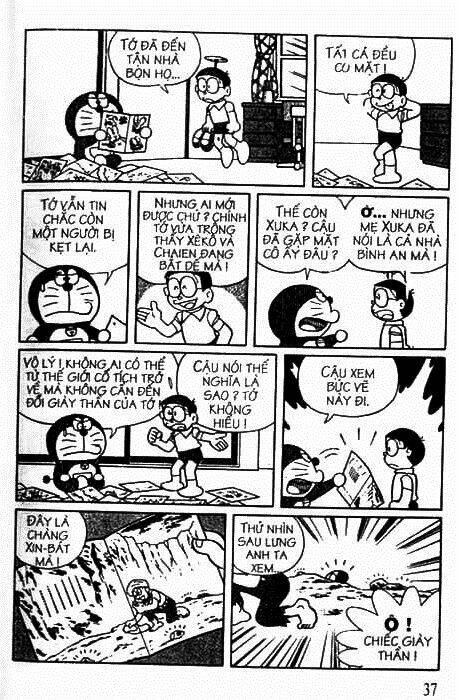 TỚ ĐÃ ĐẾN
TẬN NHÀ
BỌN HỌ...
TẤT CẢ ĐỀU
CÓ MẶT !
TỚ VẪN TIN
CHẮC CÒN
MỘT NGƯỜI BỊ
KẸT LẠI.
NHƯNG AI MỚI
ĐƯỢC CHỨ ? CHÍNH
TỚ VỪA TRÔNG
THẤY XÊKÔ VÀ
CHAIEN ĐANG
BẮT DẾ MÀ !
THẾ CÒN
XUKA ? CẬU
ĐÃ GẶP MẶT
CÔ ẤY ĐÂU ?
Ờ... NHƯNG
MẸ XUKA ĐÃ
NÓI LÀ CẢ NHÀ
BÌNH AN MÀ !
VÔ LÝ ! KHÔNG AI CÓ THỂ
TỪ THẾ GIỚI CỔ TÍCH TRỞ
VỀ MÀ KHÔNG CẦN ĐẾN
ĐÔI GIÀY THẦN CỦA TỚ !
CẬU NÓI THẾ
NGHĨA LÀ
SAO ? TỚ
KHÔNG
HIỂU !
CẬU XEM
BỨC VẼ
NÀY ĐI.
ĐÂY LÀ
CHÀNG
XIN-BÁT
MÀ !
THỬ NHÌN
SAU LƯNG
ANH TA
XEM.
Ồ !
CHIẾC GIÀY
THẦN !
37